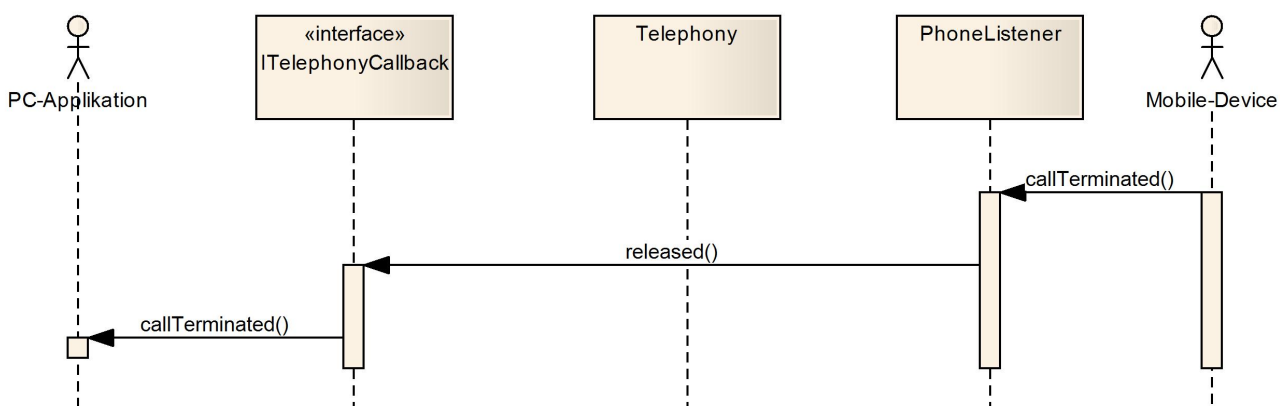 «interface»
ITelephonyCallback
Telephony
PhoneListener
PC-Applikation
Mobile-Device
callTerminated()
released()
callTerminated()